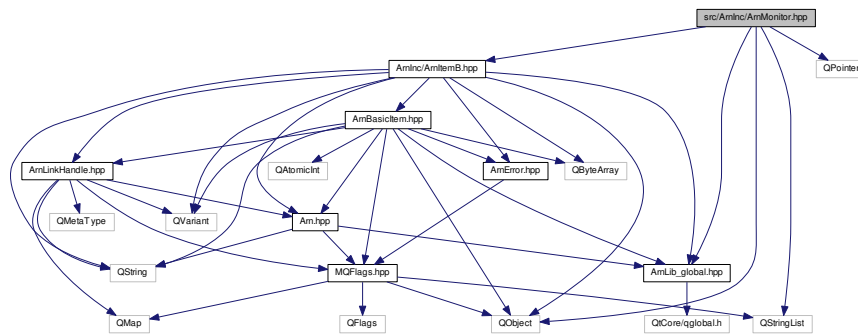 src/ArnInc/ArnMonitor.hpp
ArnInc/ArnItemB.hpp
QPointer
ArnBasicItem.hpp
ArnLinkHandle.hpp
QAtomicInt
ArnError.hpp
QByteArray
QMetaType
QVariant
Arn.hpp
QString
MQFlags.hpp
ArnLib_global.hpp
QMap
QFlags
QObject
QtCore/qglobal.h
QStringList